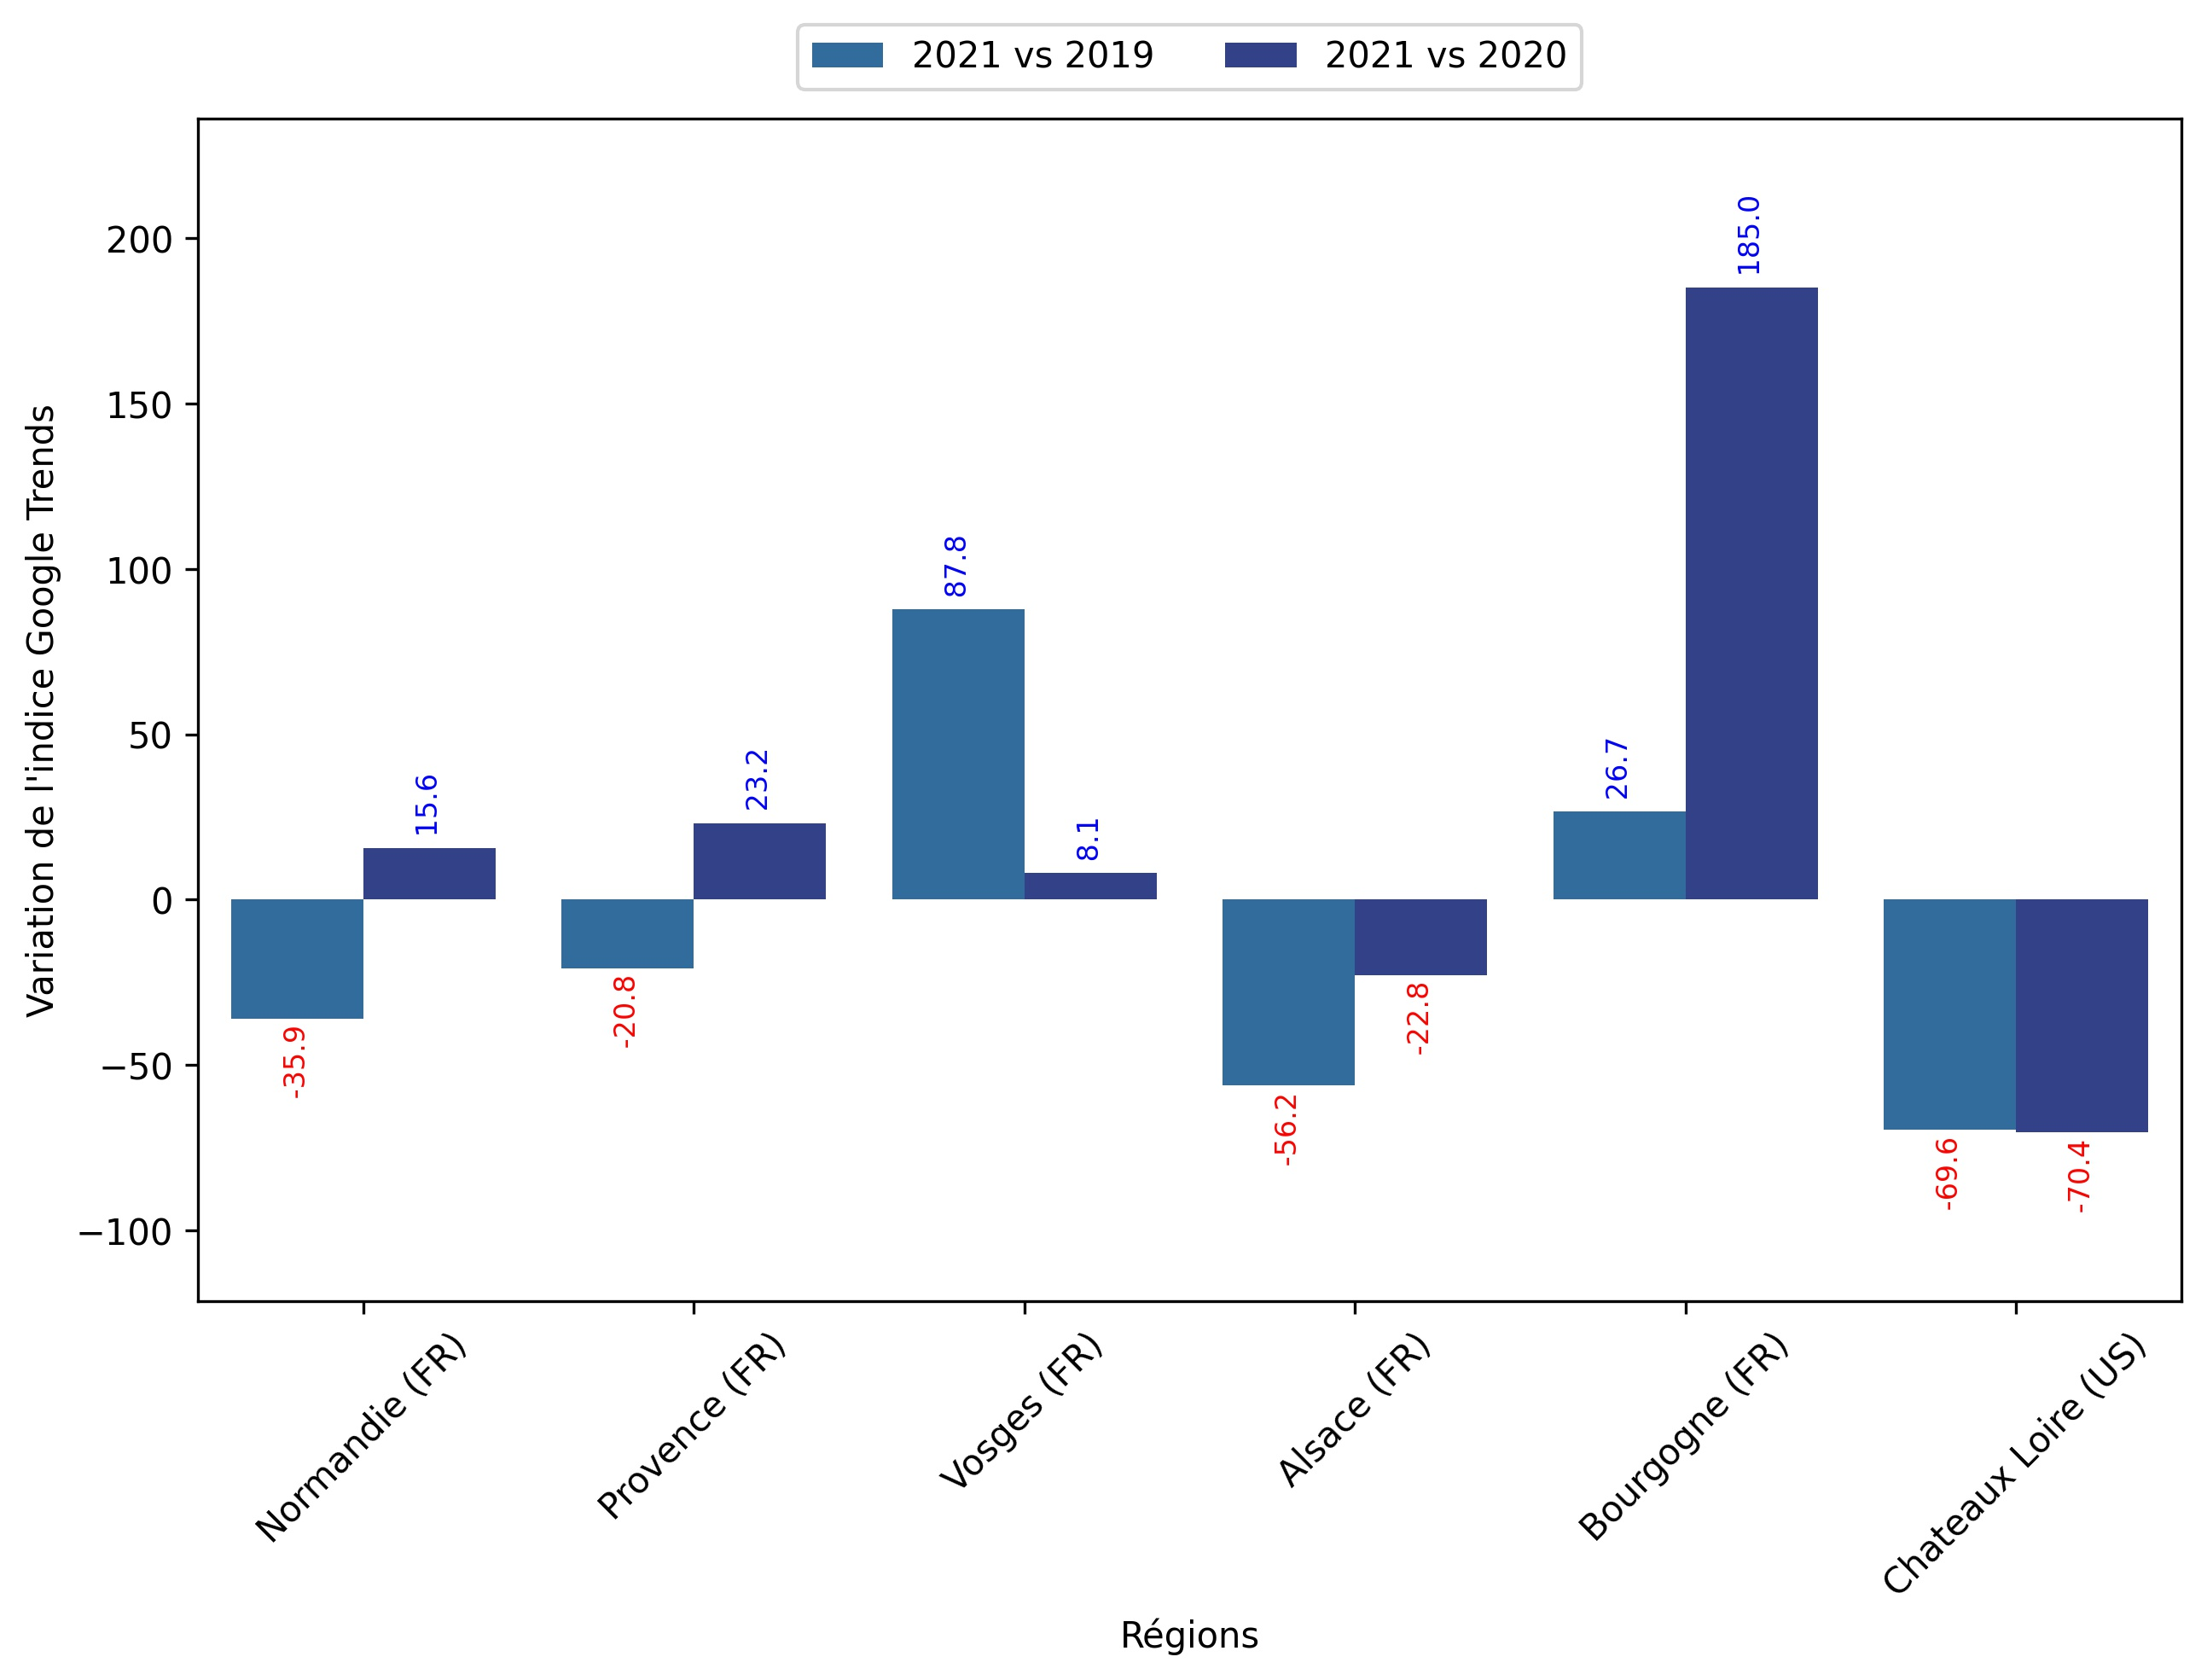 2021 vs 2019
2021 vs 2020
Variation de l'indice Google Trends
200
150
100
50
0
−50
−100
-35.9
15.6
-20.8
23.2
87.8
8.1
-56.2
-22.8
26.7
185.0
-69.6
-70.4
Normandie (FR)
Provence (FR)
Vosges (FR)
Alsace (FR)
Bourgogne (FR)
Chateaux Loire (US)
Régions